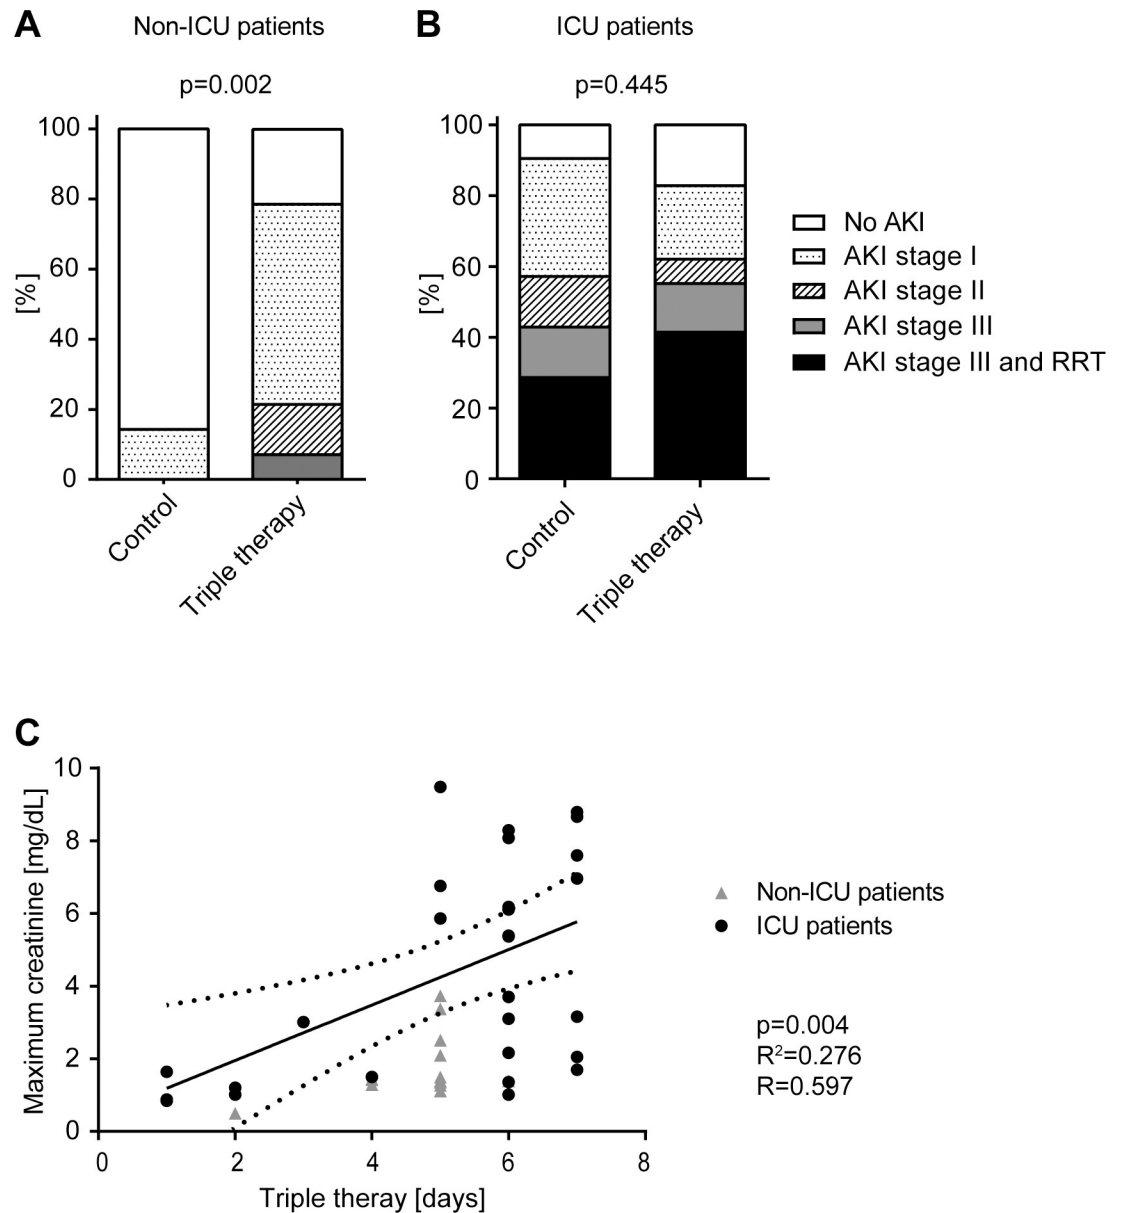 A
Non-ICU patients
p=0.002
[%]
100
80
60
40
20
0
Control
Triple therapy
B
ICU patients
p=0.445
[%]
100
80
60
40
20
0
Control
Triple therapy
No AKI
AKI stage I
AKI stage II
AKI stage III
AKI stage III and RRT
C
Maximum creatinine [mg/dL]
10
8
6
4
2
0
0 2 4 6 8
Triple theray [days]
Non-ICU patients
ICU patients
p=0.004
R²=0.276
R=0.597